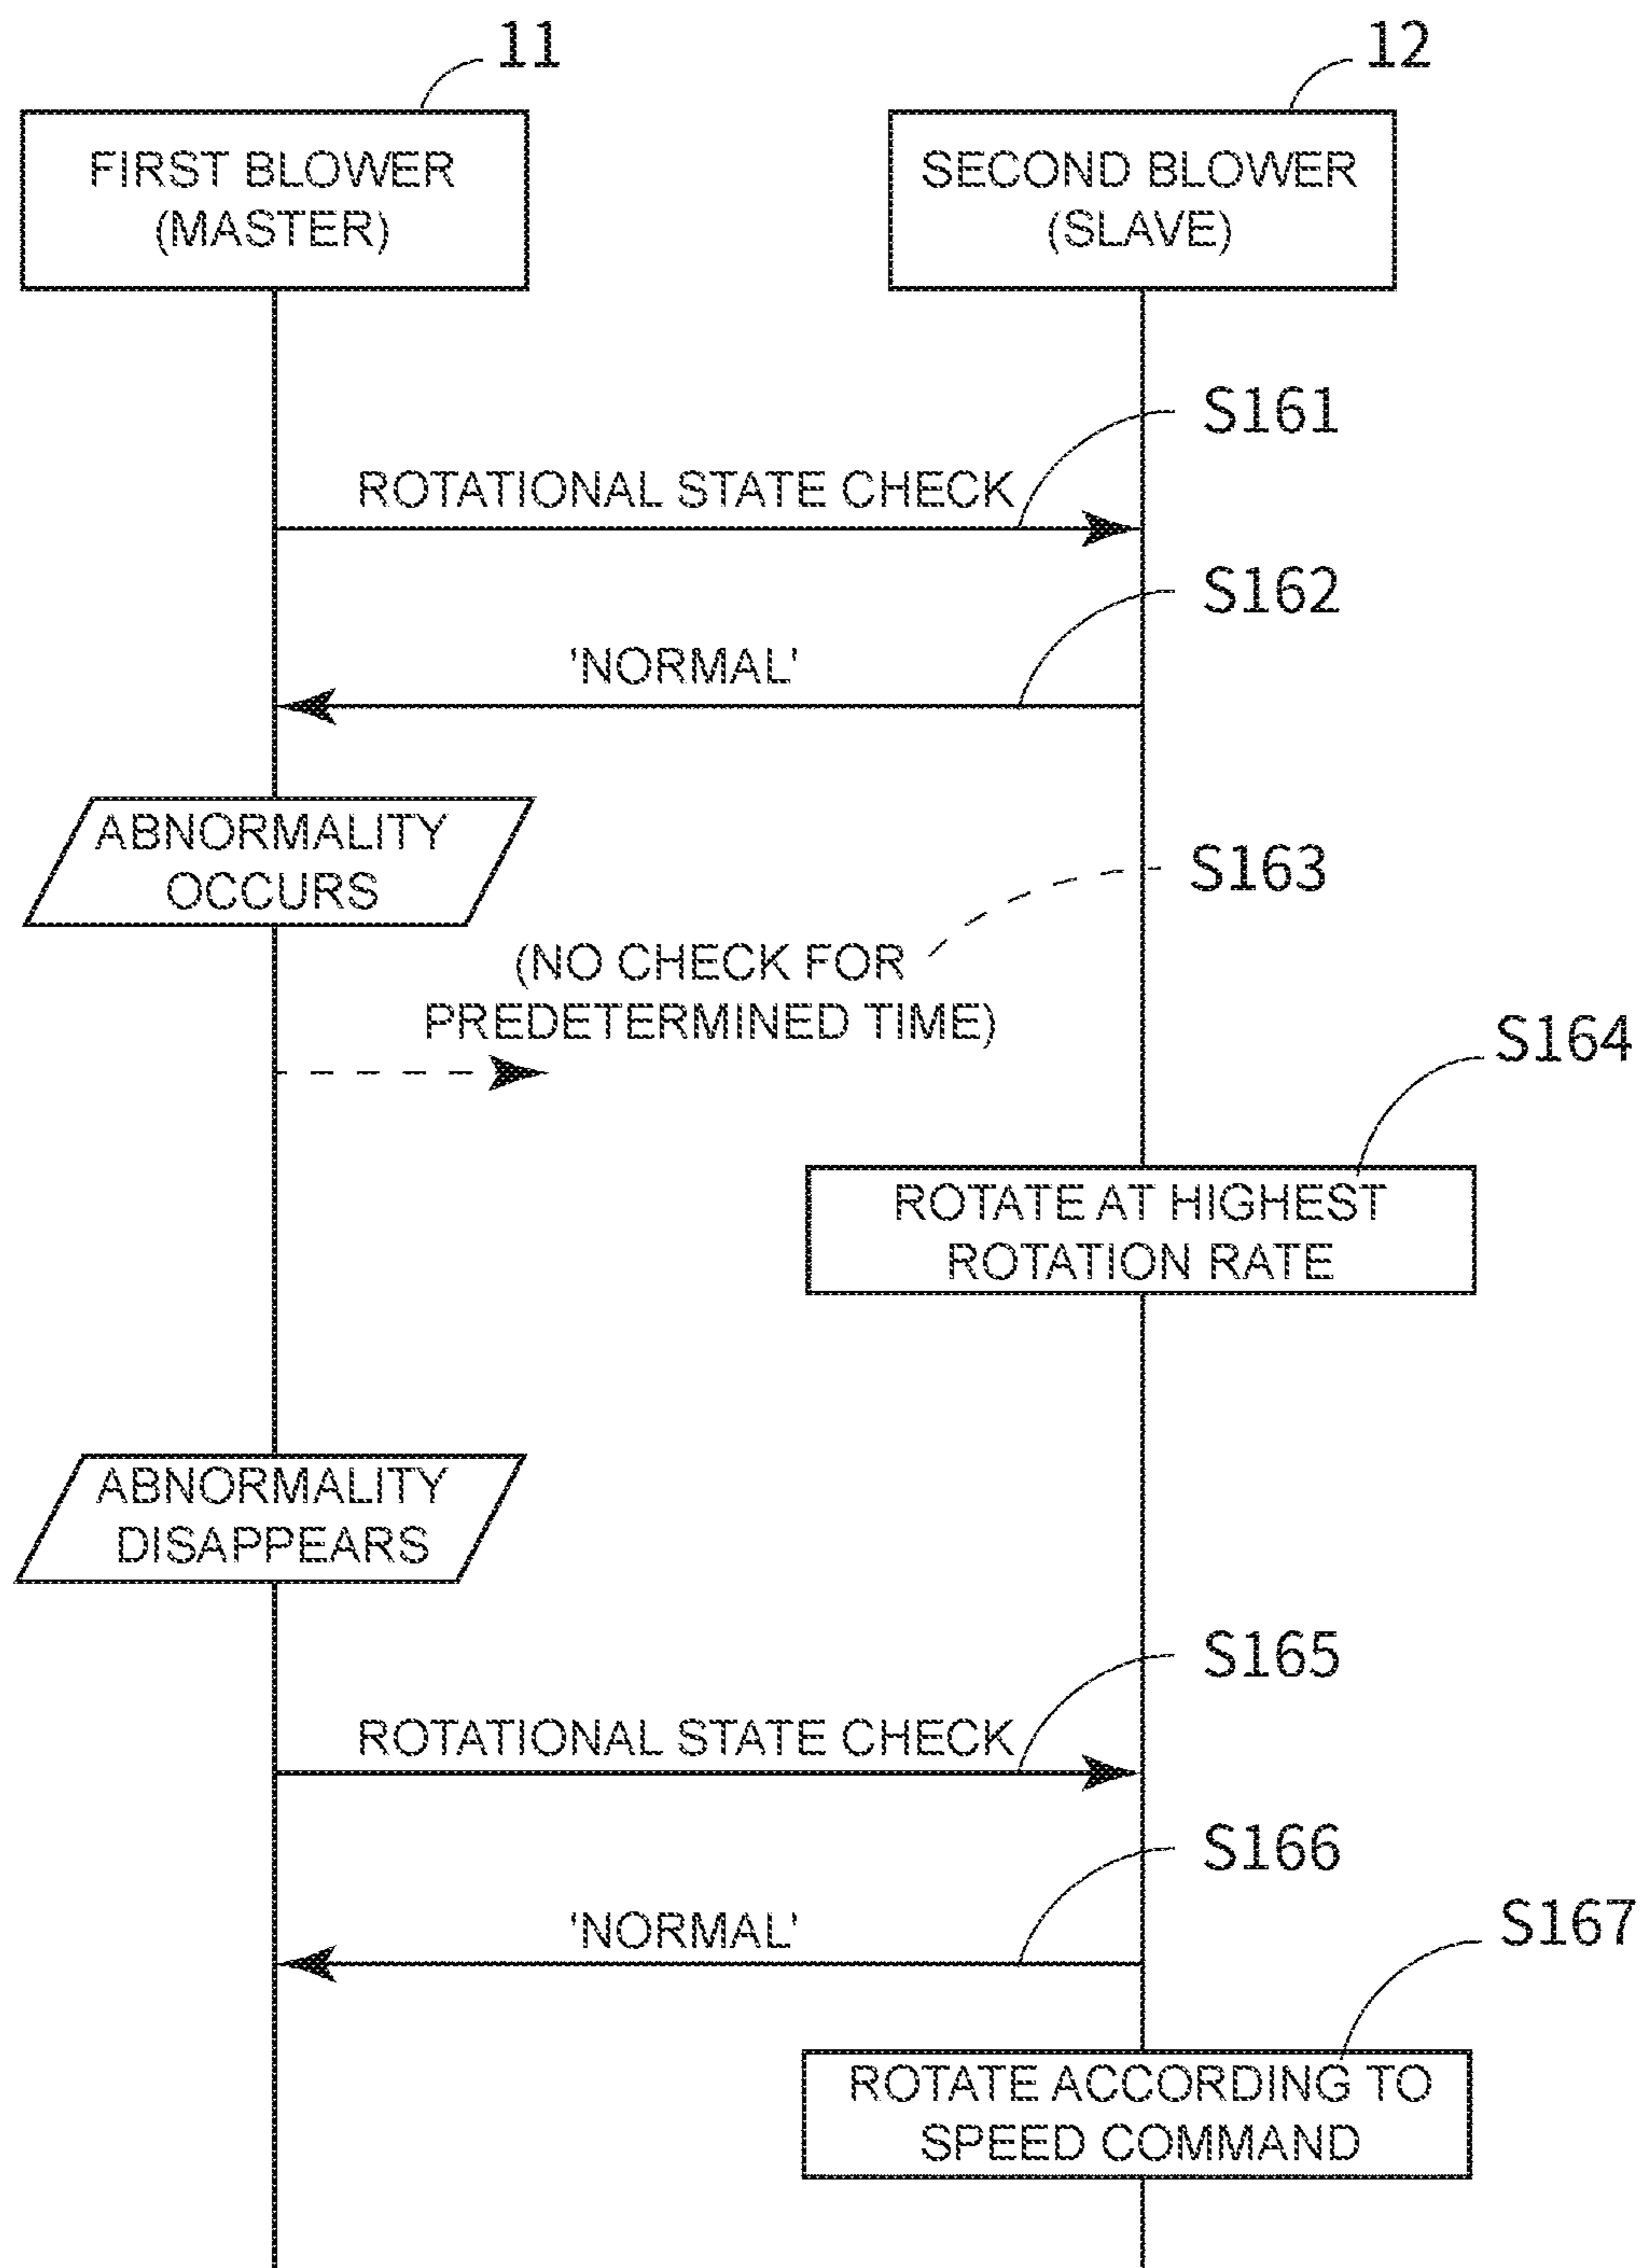 11
12
FIRST BLOWER
(MASTER)
SECOND BLOWER
(SLAVE)
S161
ROTATIONAL STATE CHECK
S162
'NORMAL'
ABNORMALITY
OCCURS
S163
(NO CHECK FOR
PREDETERMINED TIME)
S164
ROTATE AT HIGHEST
ROTATION RATE
ABNORMALITY
DISAPPEARS
S165
ROTATIONAL STATE CHECK
S166
'NORMAL'
S167
ROTATE ACCORDING TO
SPEED COMMAND